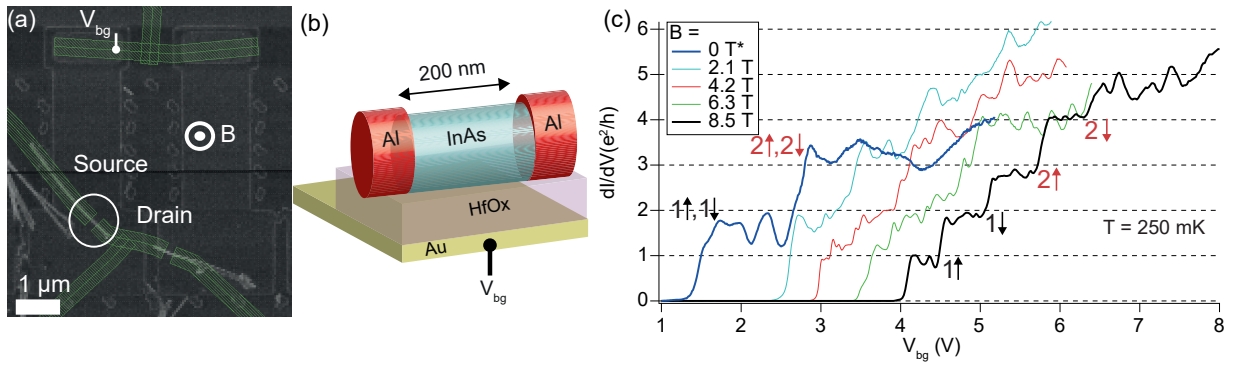 (a)
V_bg
B
Source
Drain
1 μm
(b)
200 nm
Al
InAs
Al
HfOx
Au
V_bg
(c)
dI/dV(e²/h)
6
5
4
3
2
1
0
B =
0 T*
2.1 T
4.2 T
6.3 T
8.5 T
2↑,2↓
1↑,1↓
2↓
2↑
1↓
1↑
T = 250 mK
1 2 3 4 5 6 7 8
V_bg (V)